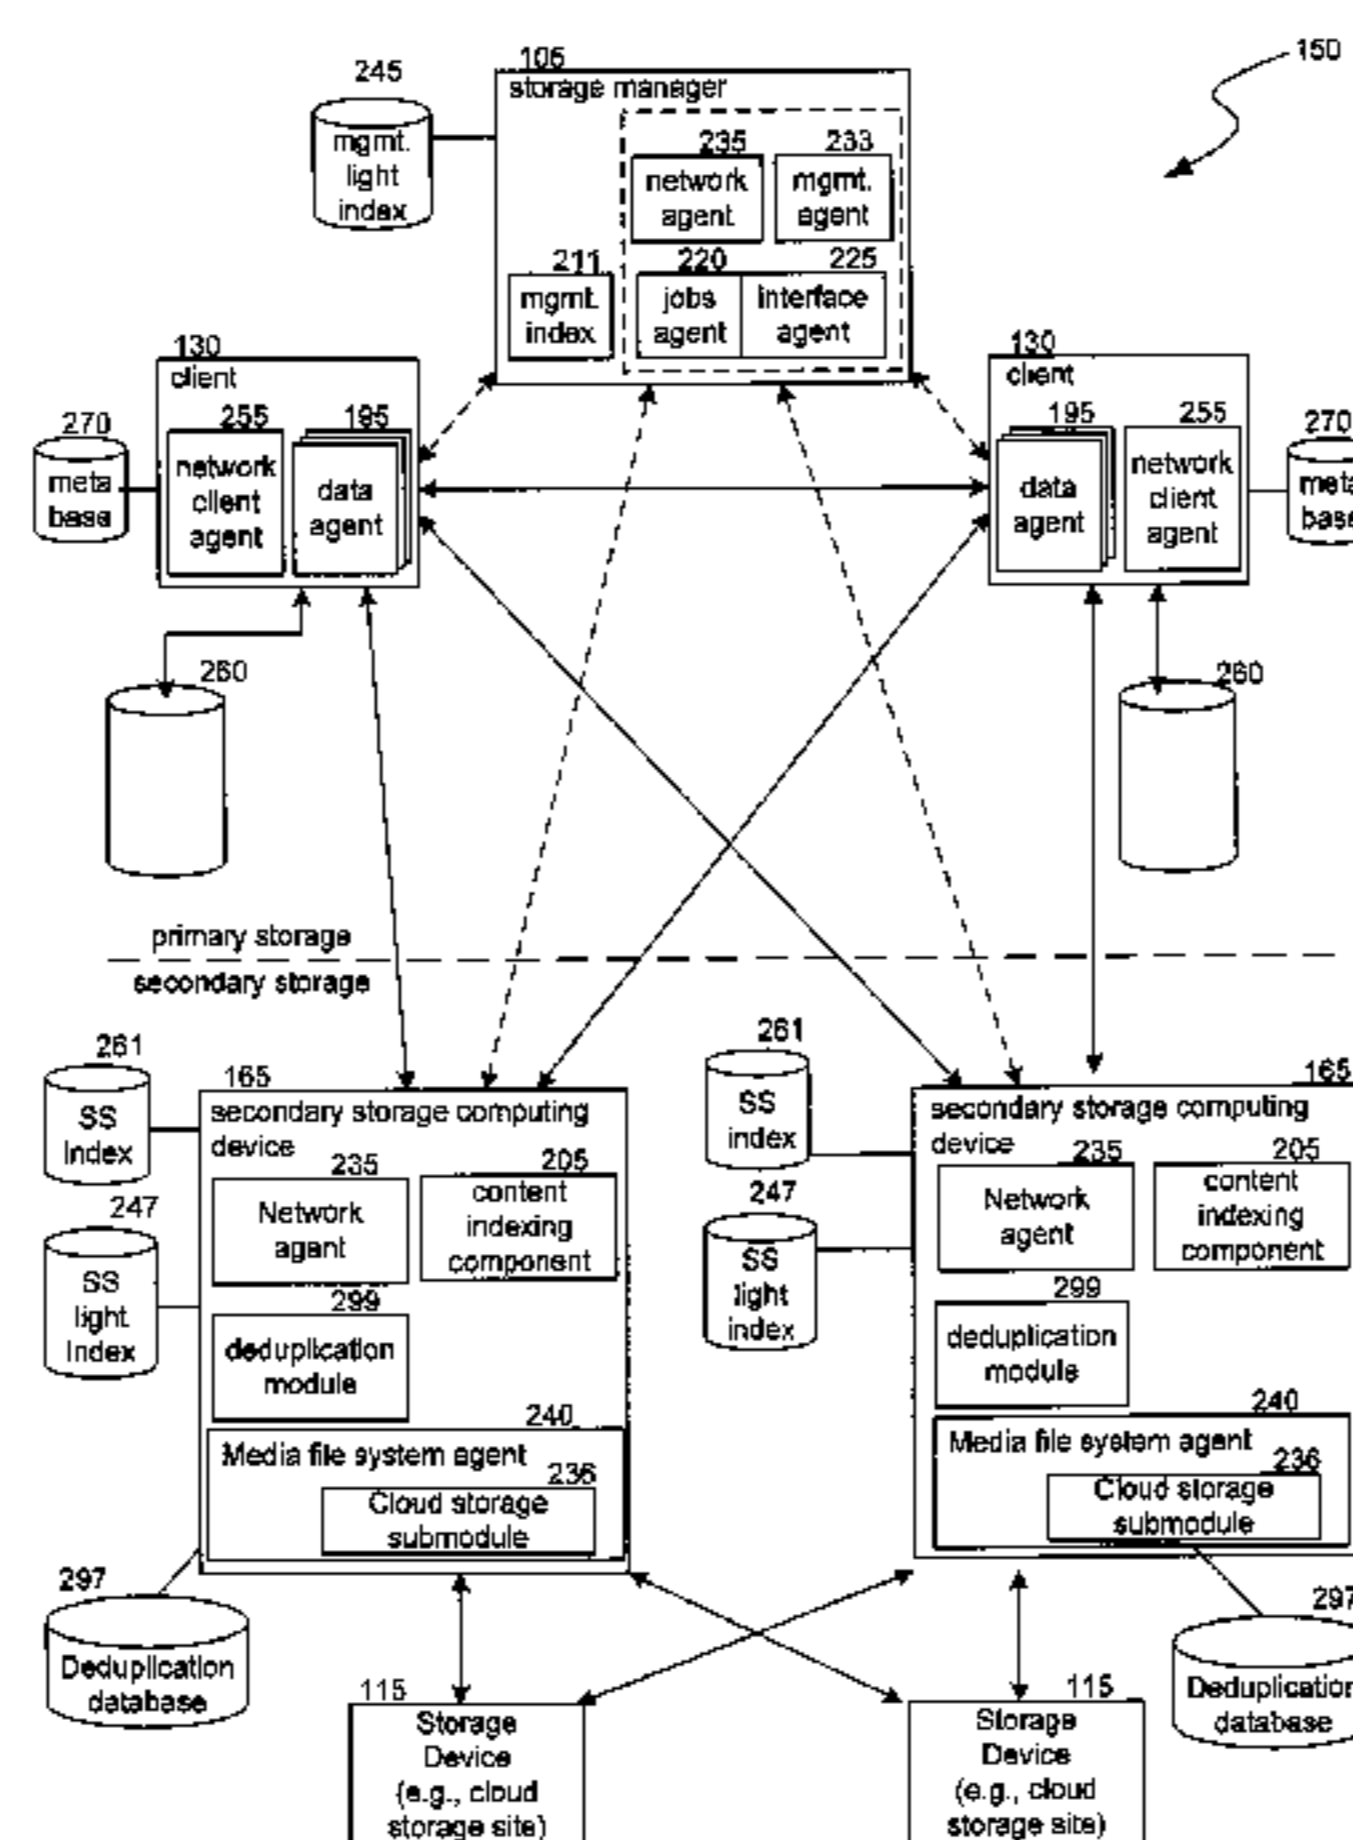 150
105
storage manager
245
mgmt.
light
index
235
network
agent
233
mgmt.
agent
211
mgmt.
index
220
jobs
agent
225
interface
agent
130
client
255
network
client
agent
195
data
agent
270
meta
base
130
client
195
data
agent
255
network
client
agent
270
meta
base
260
260
primary storage
secondary storage
261
SS
Index
247
SS
light
Index
165
secondary storage computing
device
235
Network
agent
205
content
indexing
component
299
deduplication
module
240
Media file system agent
236
Cloud storage
submodule
297
Deduplication
database
261
SS
index
247
SS
light
index
165
secondary storage computing
device
235
Network
agent
205
content
indexing
component
299
deduplication
module
240
Media file system agent
236
Cloud storage
submodule
297
Deduplication
database
115
Storage
Device
(e.g., cloud
storage site)
115
Storage
Device
(e.g., cloud
storage site)